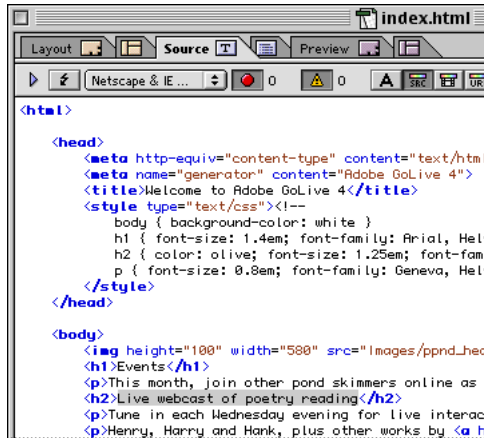 index.html
Layout Source T Preview
Netscape & IE ... 0 0 A SRC UR
<html>
<head>
<meta http-equiv="content-type" content="text/html
<meta name="generator" content="Adobe GoLive 4">
<title>Welcome to Adobe GoLive 4</title>
<style type="text/css"><!--
body { background-color: white }
h1 { font-size: 1.4em; font-family: Arial, Hel
h2 { color: olive; font-size: 1.25em; font-fam
p { font-size: 0.8em; font-family: Geneva, Hel
</style>
</head>
<body>
<img height="100" width="580" src="Images/ppnd_hea
<h1>Events</h1>
<p>This month, join other pond skimmers online as
<h2>Live webcast of poetry reading</h2>
<p>Tune in each Wednesday evening for live interac
<p>Henry, Harry and Hank, plus other works by <a h